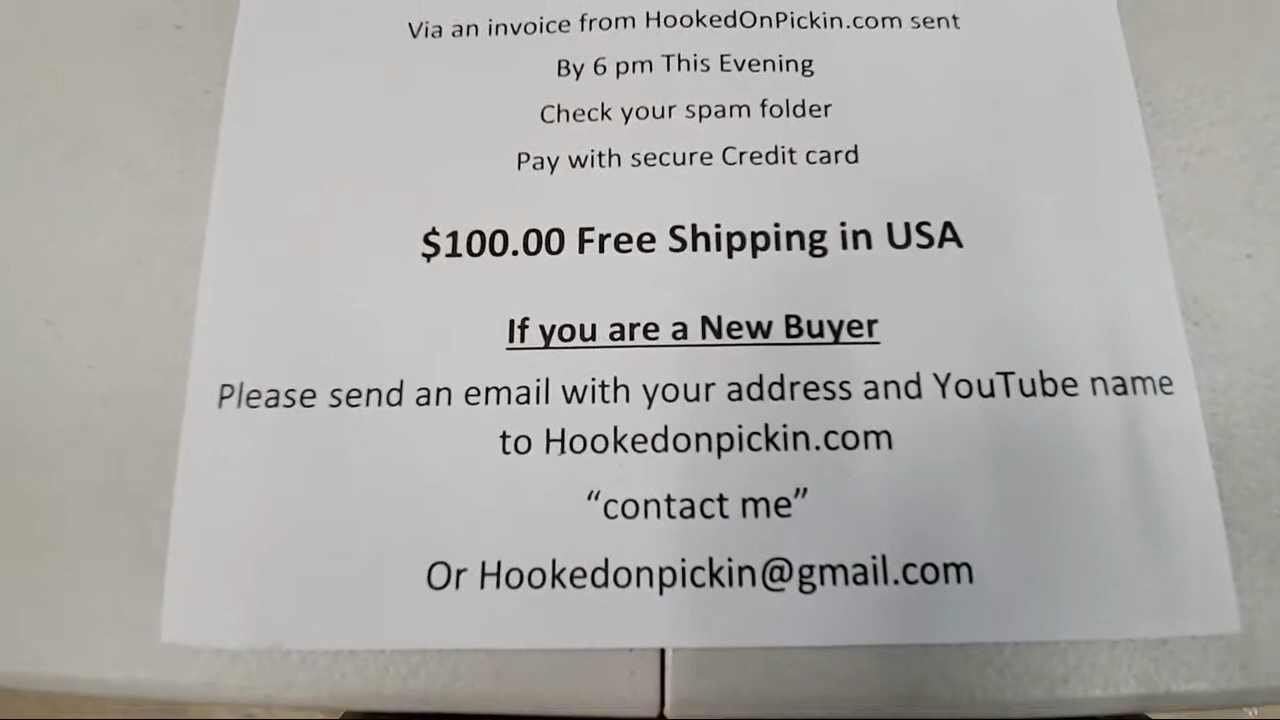 Via an invoice from HookedOnPickin.com sent
By 6 pm This Evening
Check your spam folder
Pay with secure Credit card
$100.00 Free Shipping in USA
If you are a New Buyer
Please send an email with your address and YouTube name
to Hookedonpickin.com
“contact me”
Or Hookedonpickin@gmail.com